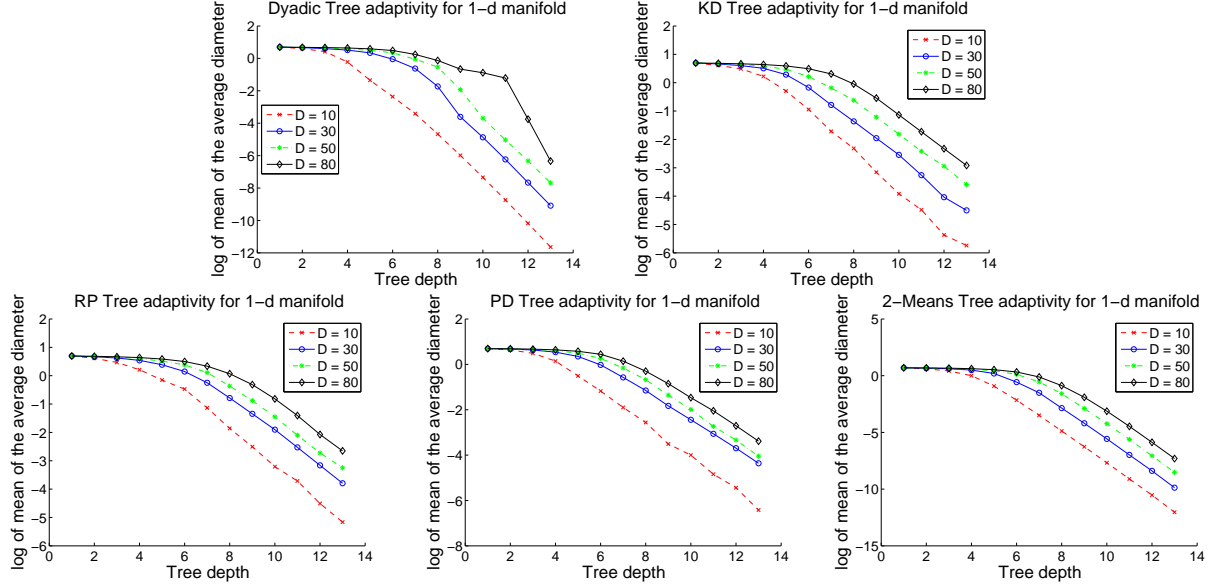 Dyadic Tree adaptivity for 1−d manifold
log of mean of the average diameter
2
0
−2
−4
−6
−8
−10
−12
0 2 4 6 8 10 12 14
Tree depth
D = 10
D = 30
D = 50
D = 80
KD Tree adaptivity for 1−d manifold
log of mean of the average diameter
2
1
0
−1
−2
−3
−4
−5
−6
0 2 4 6 8 10 12 14
Tree depth
D = 10
D = 30
D = 50
D = 80
RP Tree adaptivity for 1−d manifold
log of mean of the average diameter
2
1
0
−1
−2
−3
−4
−5
−6
0 2 4 6 8 10 12 14
Tree depth
D = 10
D = 30
D = 50
D = 80
PD Tree adaptivity for 1−d manifold
log of mean of the average diameter
2
0
−2
−4
−6
−8
0 2 4 6 8 10 12 14
Tree depth
D = 10
D = 30
D = 50
D = 80
2−Means Tree adaptivity for 1−d manifold
log of mean of the average diameter
5
0
−5
−10
−15
0 2 4 6 8 10 12 14
Tree depth
D = 10
D = 30
D = 50
D = 80